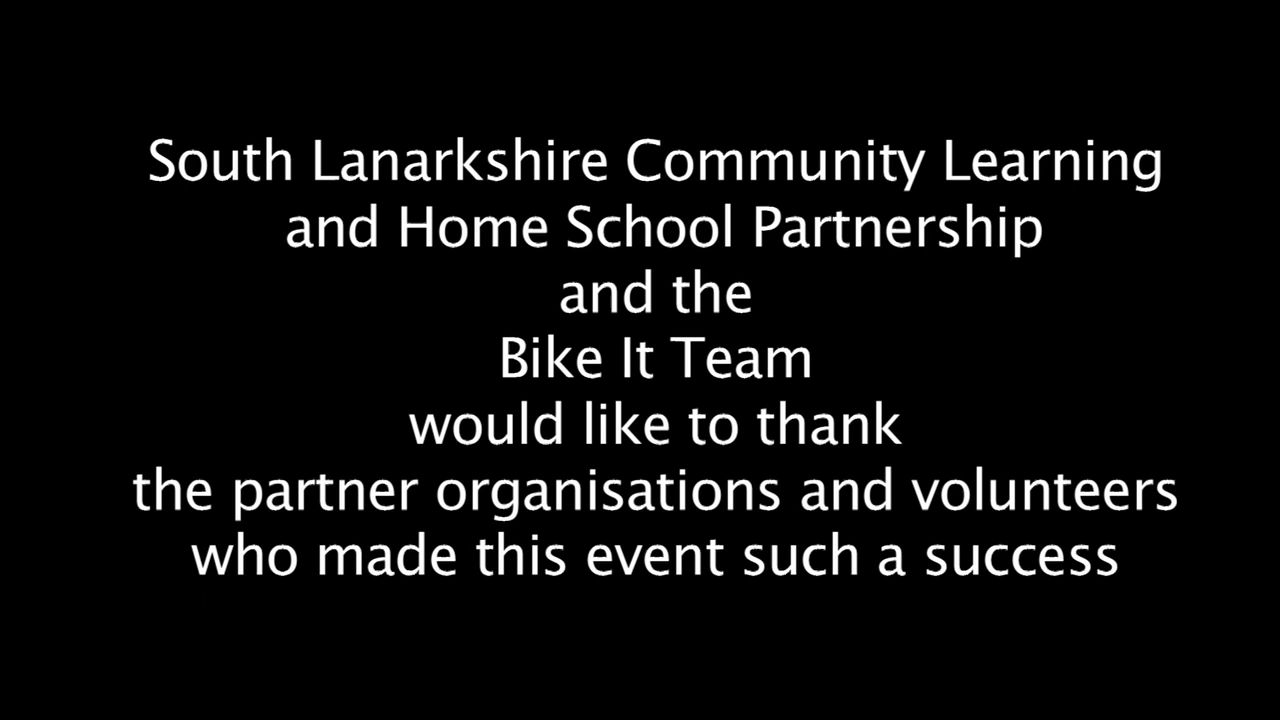 South Lanarkshire Community Learning
and Home School Partnership
and the
Bike It Team
would like to thank
the partner organisations and volunteers
who made this event such a success